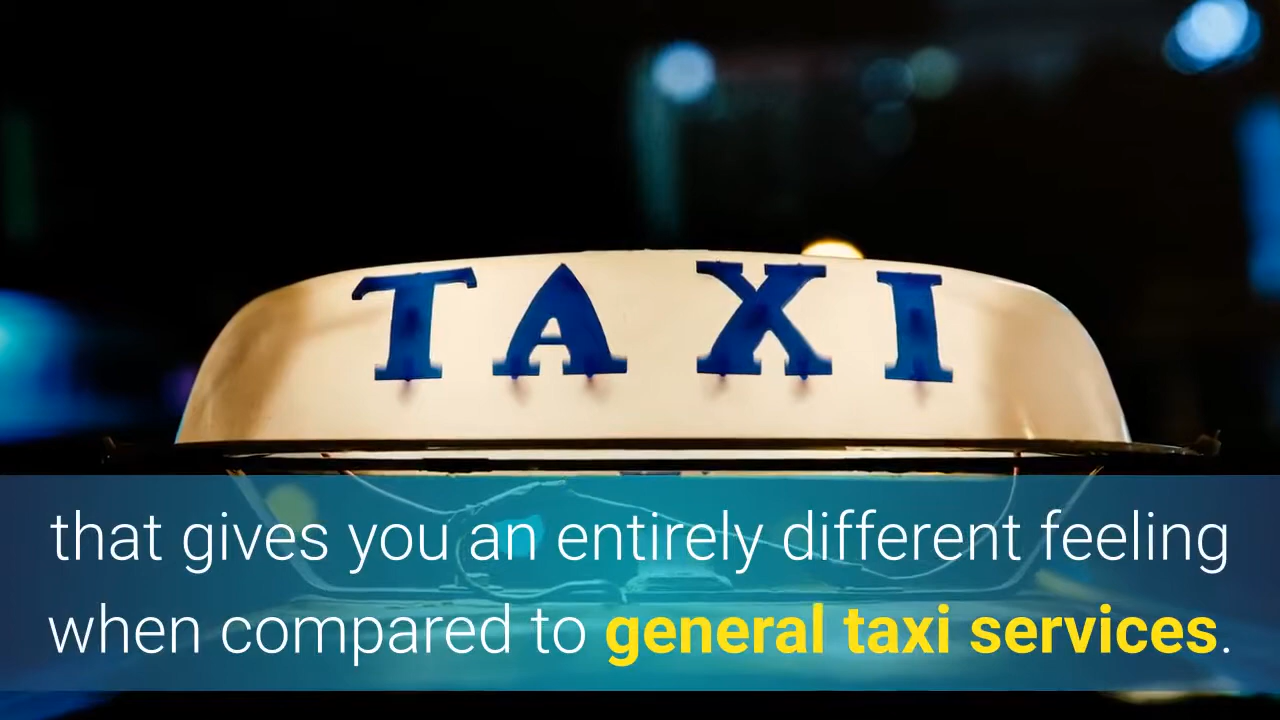 TAXI
that gives you an entirely different feeling
when compared to general taxi services.